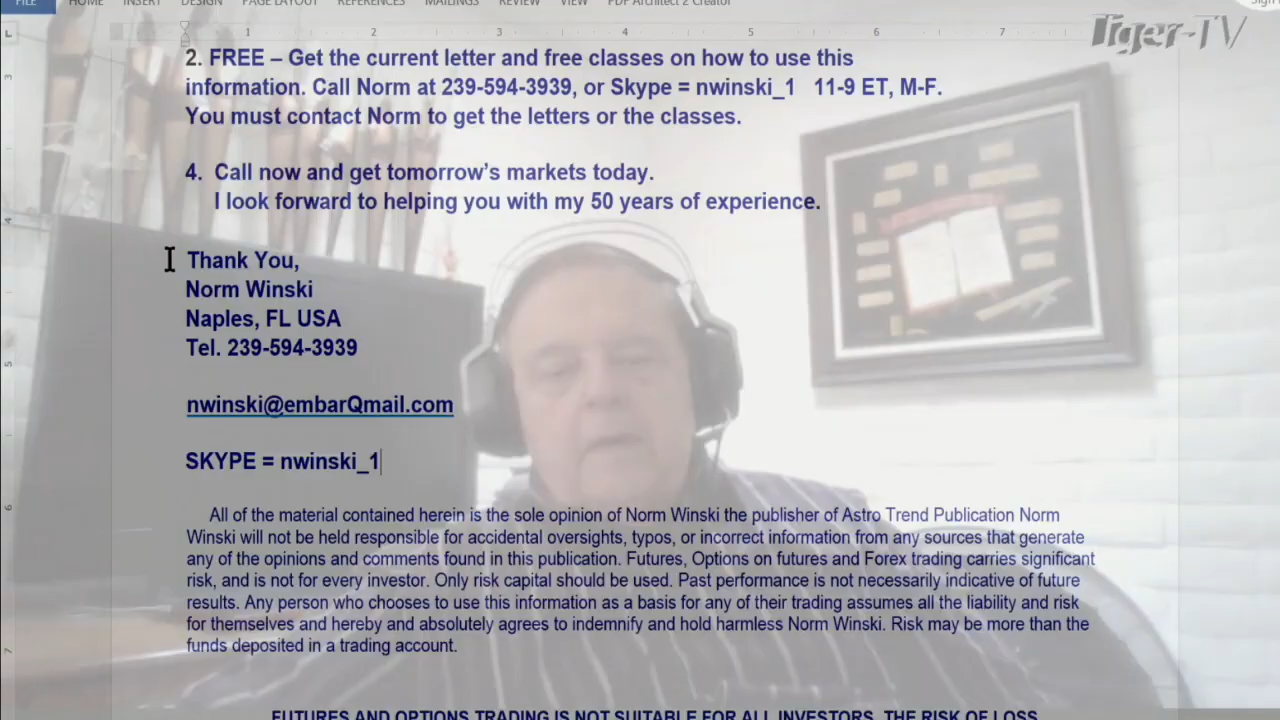 FILE HOME INSERT DESIGN PAGE LAYOUT REFERENCES MAILINGS REVIEW VIEW PDF Architect 2 Creator
Tiger-TV
1 2 3 4 5 6 7
2. FREE – Get the current letter and free classes on how to use this
information. Call Norm at 239-594-3939, or Skype = nwinski_1 11-9 ET, M-F.
You must contact Norm to get the letters or the classes.
4. Call now and get tomorrow's markets today.
I look forward to helping you with my 50 years of experience.
Thank You,
Norm Winski
Naples, FL USA
Tel. 239-594-3939
nwinski@embarQmail.com
SKYPE = nwinski_1
All of the material contained herein is the sole opinion of Norm Winski the publisher of Astro Trend Publication Norm
Winski will not be held responsible for accidental oversights, typos, or incorrect information from any sources that generate
any of the opinions and comments found in this publication. Futures, Options on futures and Forex trading carries significant
risk, and is not for every investor. Only risk capital should be used. Past performance is not necessarily indicative of future
results. Any person who chooses to use this information as a basis for any of their trading assumes all the liability and risk
for themselves and hereby and absolutely agrees to indemnify and hold harmless Norm Winski. Risk may be more than the
funds deposited in a trading account.
FUTURES AND OPTIONS TRADING IS NOT SUITABLE FOR ALL INVESTORS. THE RISK OF LOSS